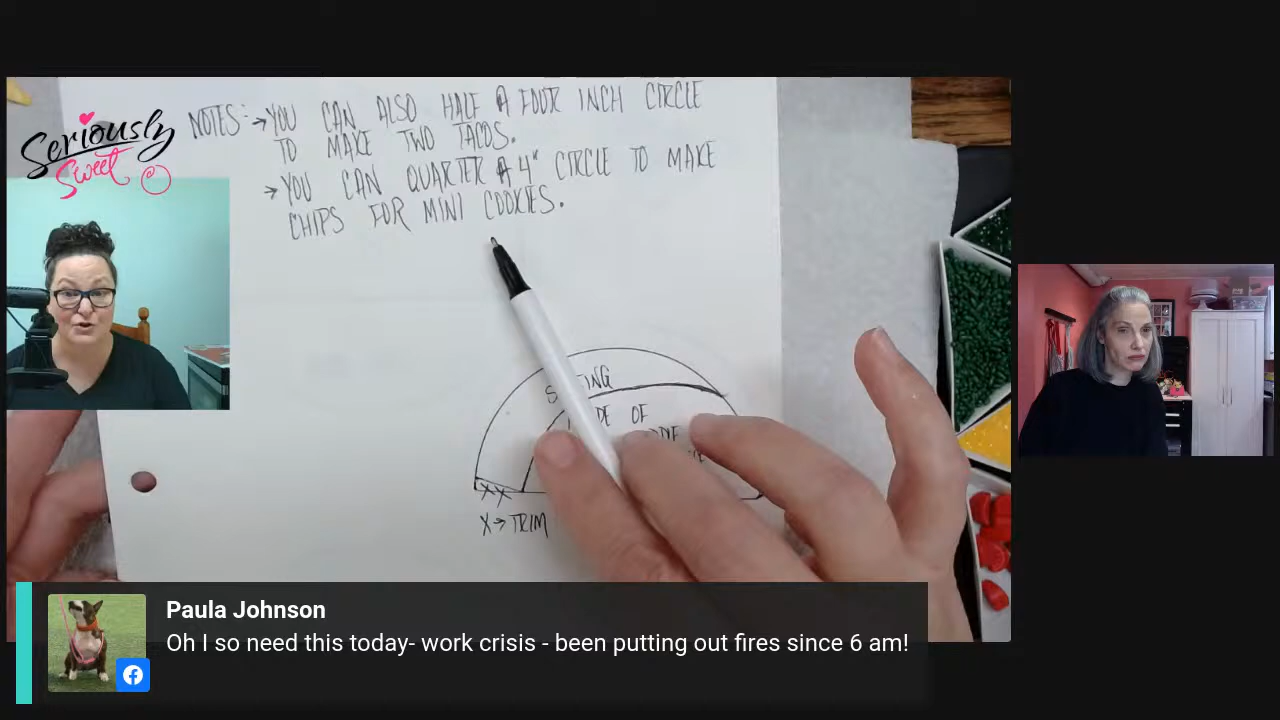 Seriously
Sweet
NOTES: → YOU CAN ALSO HALF A FOUR INCH CIRCLE
TO MAKE TWO TACOS.
→ YOU CAN QUARTER A 4" CIRCLE TO MAKE
CHIPS FOR MINI COOKIES.
OF
X → TRIM
Paula Johnson
Oh I so need this today- work crisis - been putting out fires since 6 am!